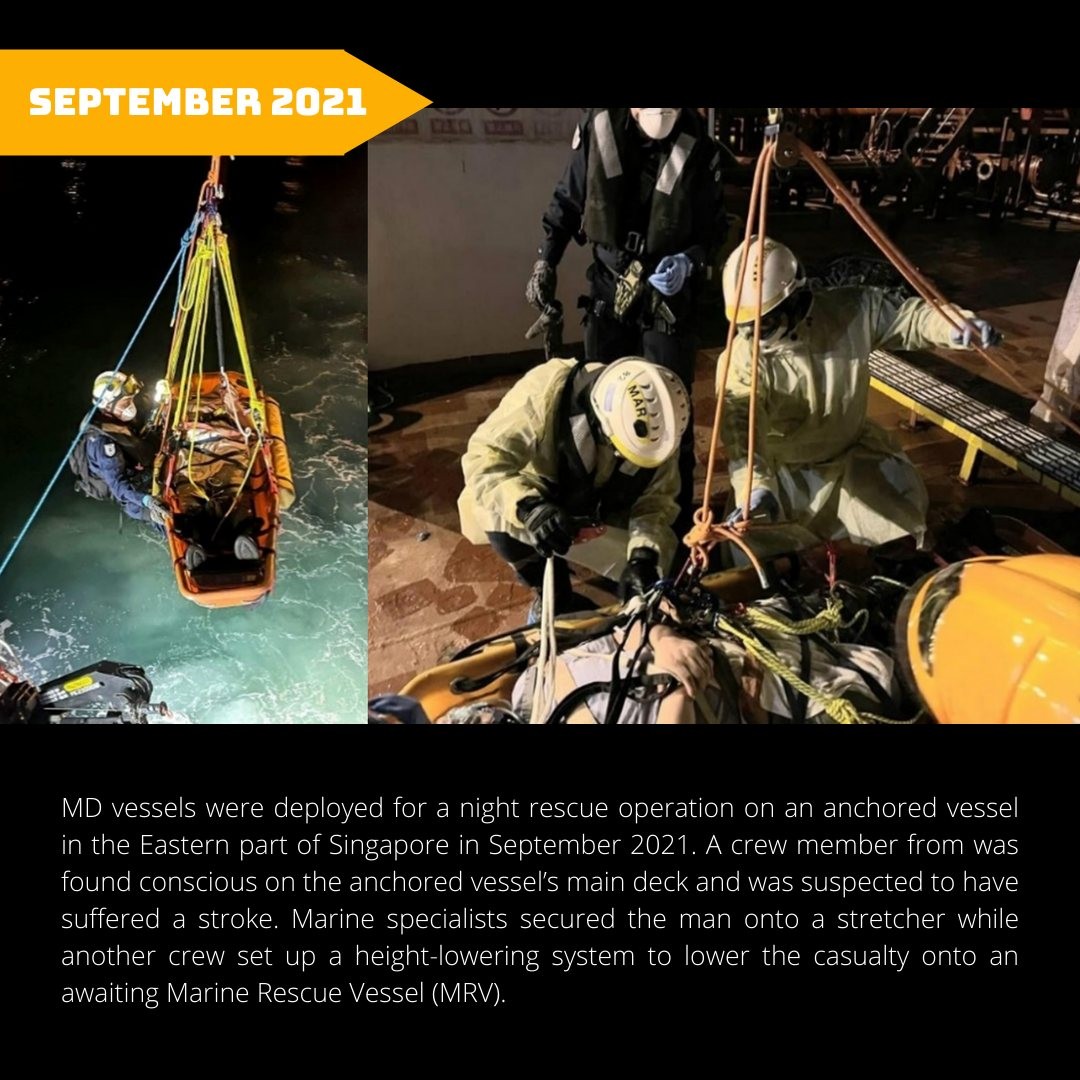 SEPTEMBER 2021
MAR
MD vessels were deployed for a night rescue operation on an anchored vessel
in the Eastern part of Singapore in September 2021. A crew member from was
found conscious on the anchored vessel’s main deck and was suspected to have
suffered a stroke. Marine specialists secured the man onto a stretcher while
another crew set up a height-lowering system to lower the casualty onto an
awaiting Marine Rescue Vessel (MRV).